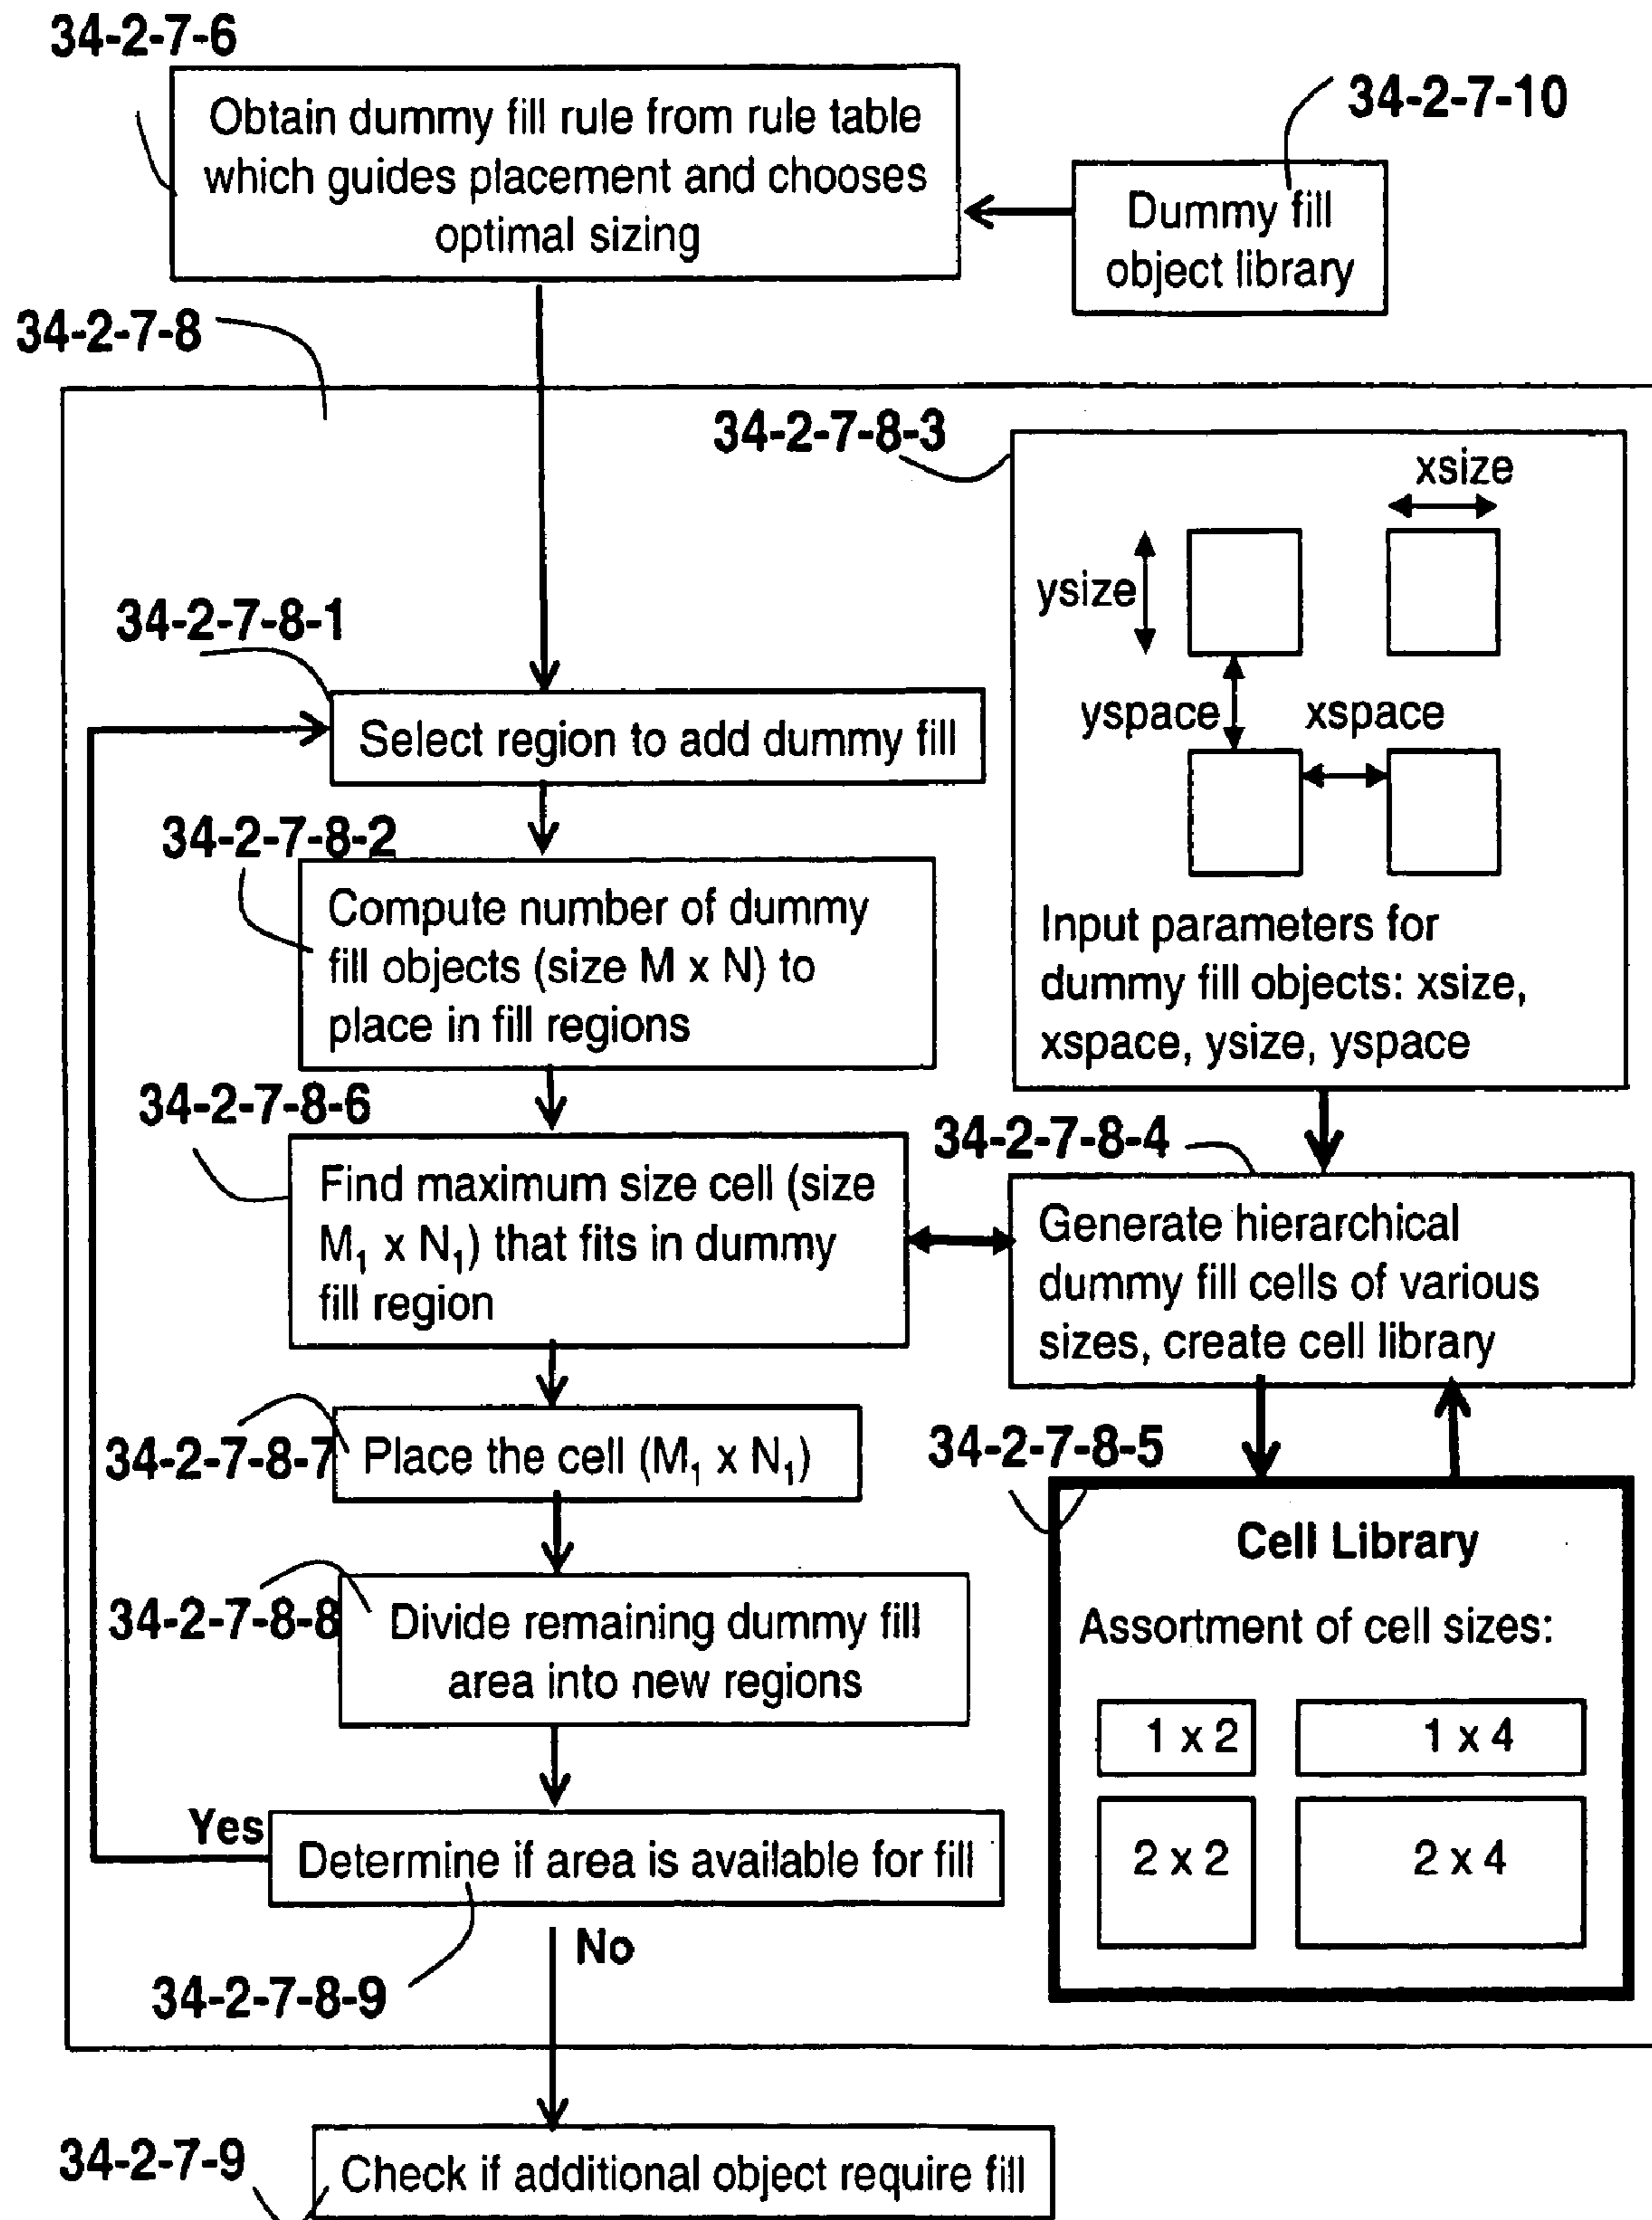 34-2-7-6
Obtain dummy fill rule from rule table
which guides placement and chooses
optimal sizing
34-2-7-10
Dummy fill
object library
34-2-7-8
34-2-7-8-3
xsize
ysize
yspace
xspace
Input parameters for
dummy fill objects: xsize,
xspace, ysize, yspace
34-2-7-8-1
Select region to add dummy fill
34-2-7-8-2
Compute number of dummy
fill objects (size M x N) to
place in fill regions
34-2-7-8-6
Find maximum size cell (size
M₁ x N₁) that fits in dummy
fill region
34-2-7-8-4
Generate hierarchical
dummy fill cells of various
sizes, create cell library
34-2-7-8-7
Place the cell (M₁ x N₁)
34-2-7-8-5
Cell Library
Assortment of cell sizes:
1 x 2
1 x 4
2 x 2
2 x 4
34-2-7-8-8
Divide remaining dummy fill
area into new regions
Yes
Determine if area is available for fill
No
34-2-7-8-9
34-2-7-9
Check if additional object require fill